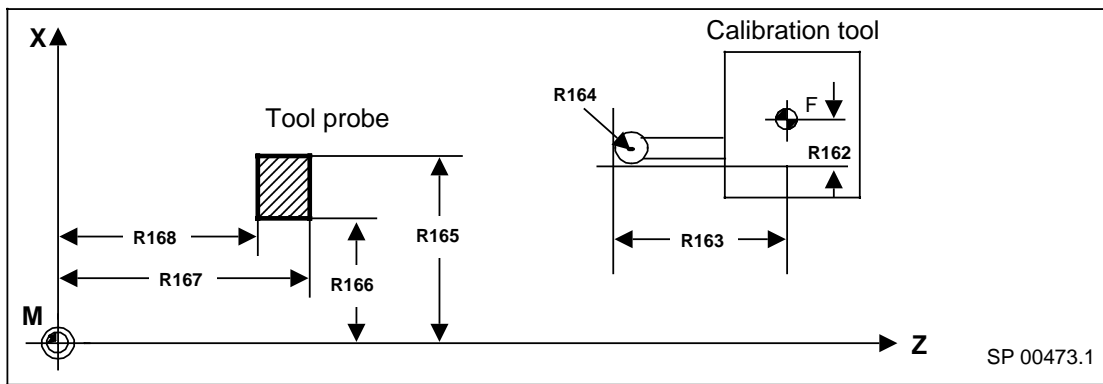 Calibration tool
X
R164
F
Tool probe
R162
R168
R165
R163
R167
R166
M
Z
SP 00473.1